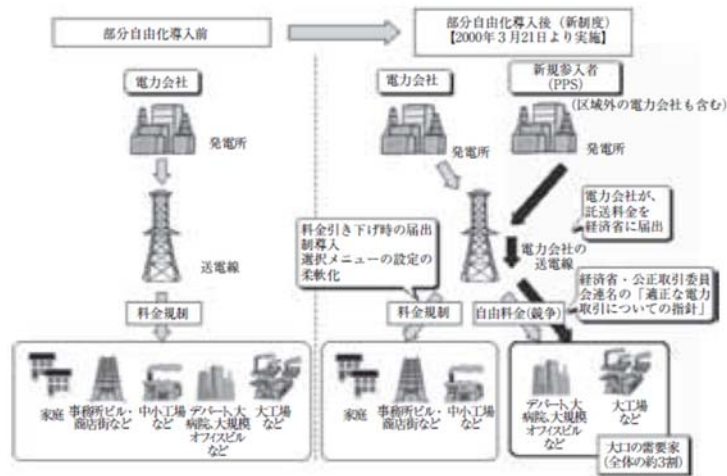 部分自由化導入前
部分自由化導入後（新制度）
【2000年３月21日より実施】
電力会社
発電所
送電線
料金規制
家庭
事務所ビル・
商店街など
中小工場
など
デパート、大
病院、大規模
オフィスビル
など
大工場
など
電力会社
新規参入者
(PPS)
(区域外の電力会社も含む)
発電所
発電所
電力会社が、
託送料金を
経済省に届出
料金引き下げ時の届出
制導入
選択メニューの設定の
柔軟化
電力会社の
送電線
経済省・公正取引委員
会連名の「適正な電力
取引についての指針」
料金規制
自由料金(競争)
家庭
事務所ビル・
商店街など
中小工場
など
デパート、大
病院、大規模
オフィスビル
など
大工場
など
大口の需要家
(全体の約3割)